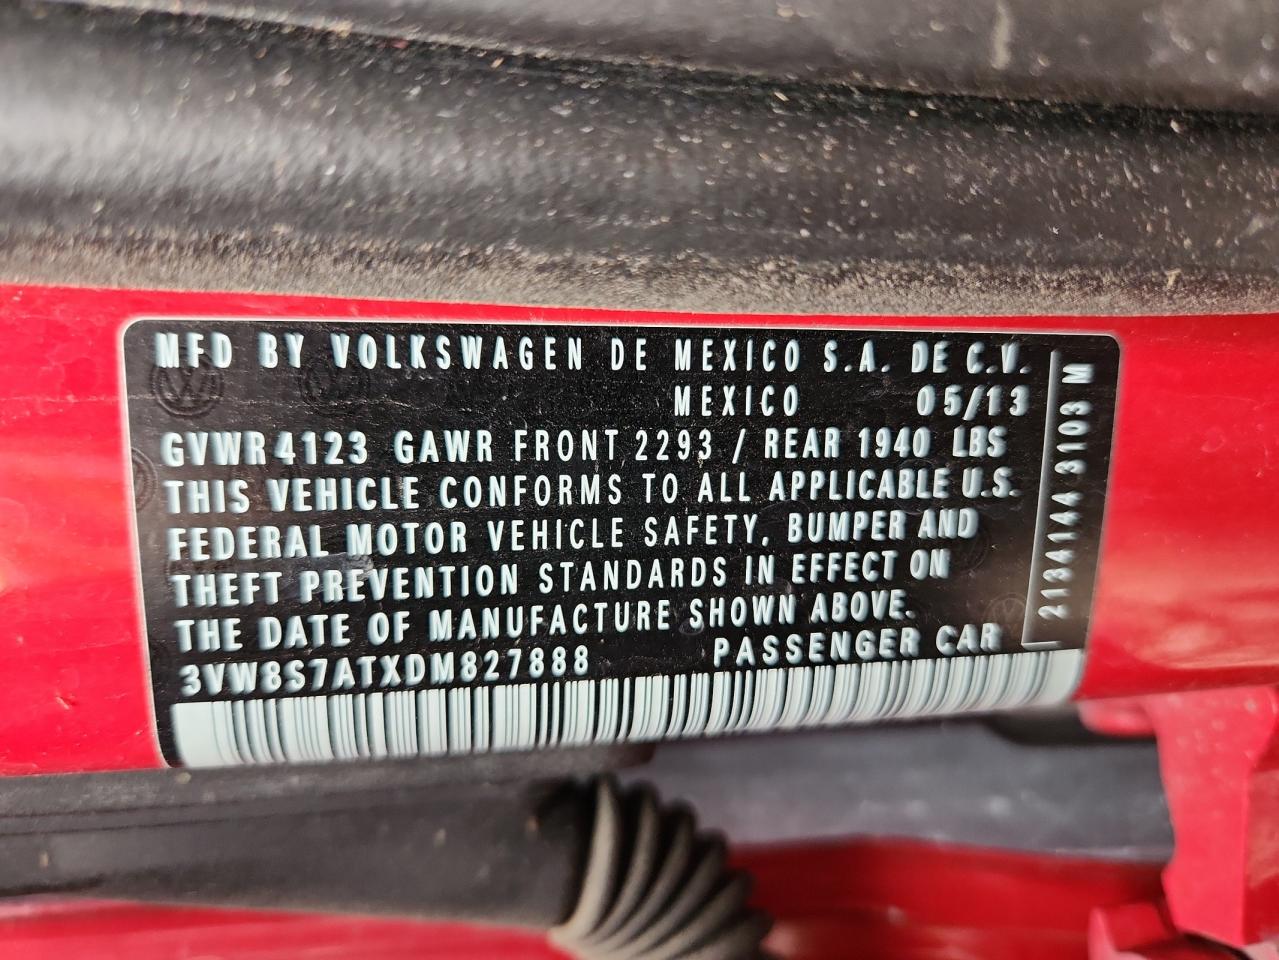 MFD BY VOLKSWAGEN DE MEXICO S.A. DE C.V.
MEXICO 05/13
GVWR 4123 GAWR FRONT 2293 / REAR 1940 LBS
THIS VEHICLE CONFORMS TO ALL APPLICABLE U.S.
FEDERAL MOTOR VEHICLE SAFETY, BUMPER AND
THEFT PREVENTION STANDARDS IN EFFECT ON
THE DATE OF MANUFACTURE SHOWN ABOVE.
3VW8S7ATXDM827888 PASSENGER CAR
2134144 3103 M